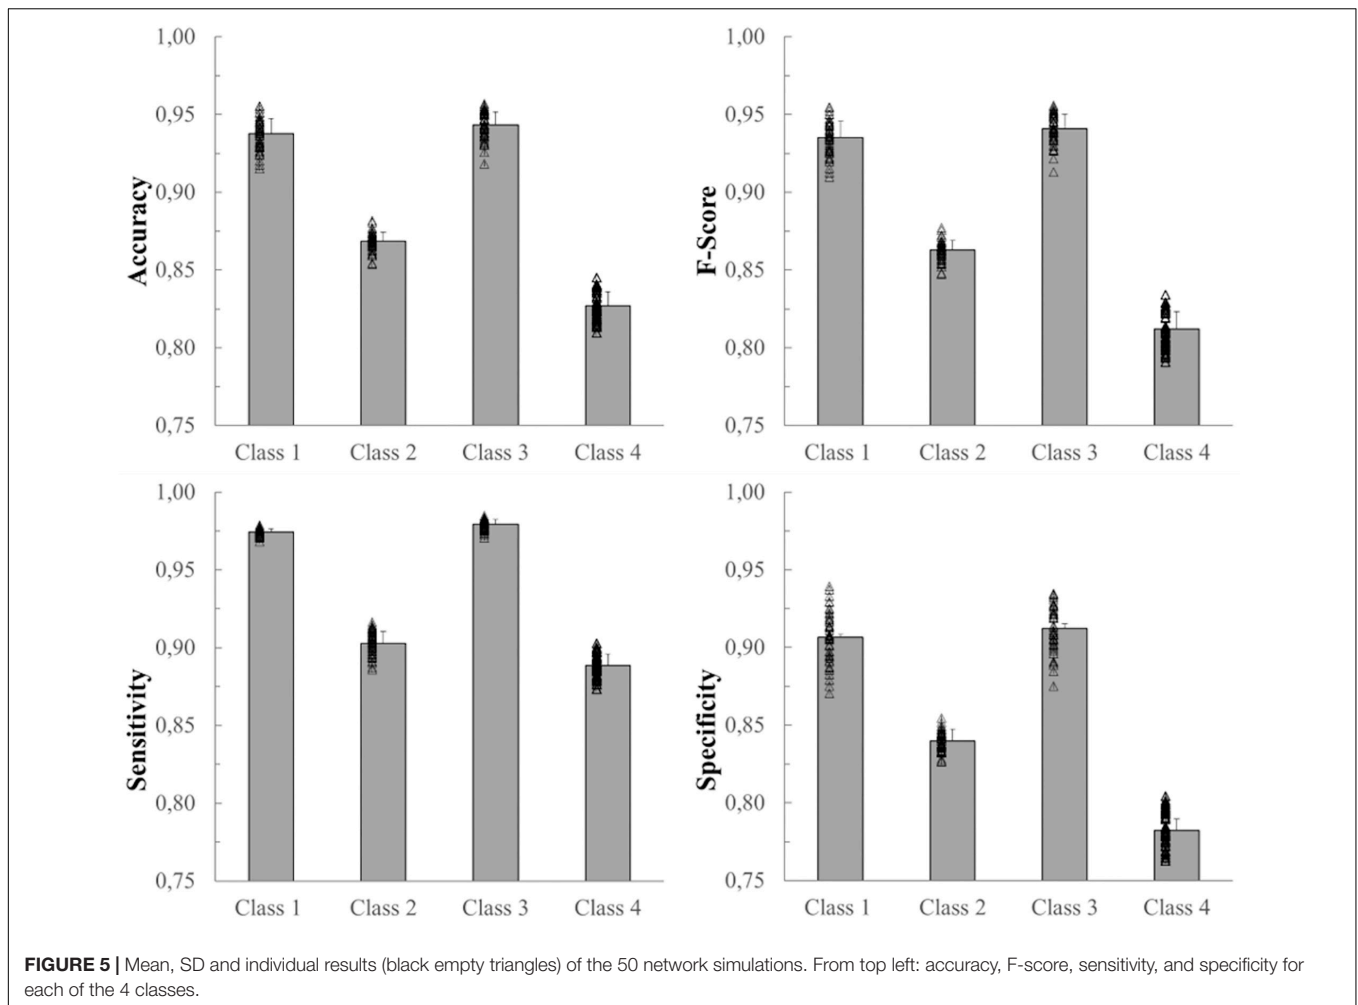 1,00
0,95
0,90
0,85
0,80
0,75
Accuracy
Class 1 Class 2 Class 3 Class 4
1,00
0,95
0,90
0,85
0,80
0,75
F-Score
Class 1 Class 2 Class 3 Class 4
1,00
0,95
0,90
0,85
0,80
0,75
Sensitivity
Class 1 Class 2 Class 3 Class 4
1,00
0,95
0,90
0,85
0,80
0,75
Specificity
Class 1 Class 2 Class 3 Class 4
FIGURE 5 | Mean, SD and individual results (black empty triangles) of the 50 network simulations. From top left: accuracy, F-score, sensitivity, and specificity for
each of the 4 classes.